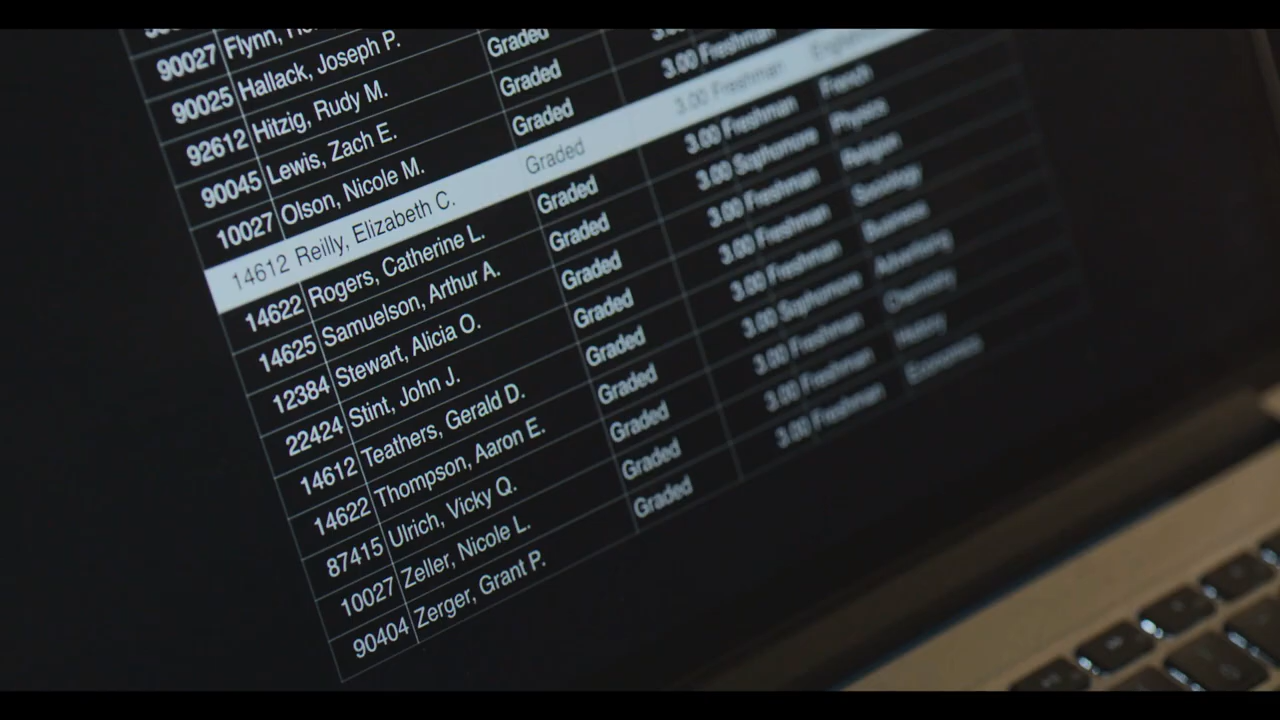 90027 Flynn,
90025 Hallack, Joseph P.
92612 Hitzig, Rudy M. Graded
90045 Lewis, Zach E. Graded
10027 Olson, Nicole M. Graded 3.00 Freshman
14612 Reilly, Elizabeth C. Graded 3.00 Freshman English
14622 Rogers, Catherine L. Graded 3.00 Freshman French
14625 Samuelson, Arthur A. Graded 3.00 Sophomore Physics
12384 Stewart, Alicia O. Graded 3.00 Freshman Religion
22424 Stint, John J. Graded 3.00 Freshman Sociology
14612 Teathers, Gerald D. Graded 3.00 Freshman Business
14622 Thompson, Aaron E. Graded 3.00 Sophomore Advertising
87415 Ulrich, Vicky Q. Graded 3.00 Freshman Chemistry
10027 Zeller, Nicole L. Graded 3.00 Freshman History
90404 Zerger, Grant P. Graded 3.00 Freshman Economics